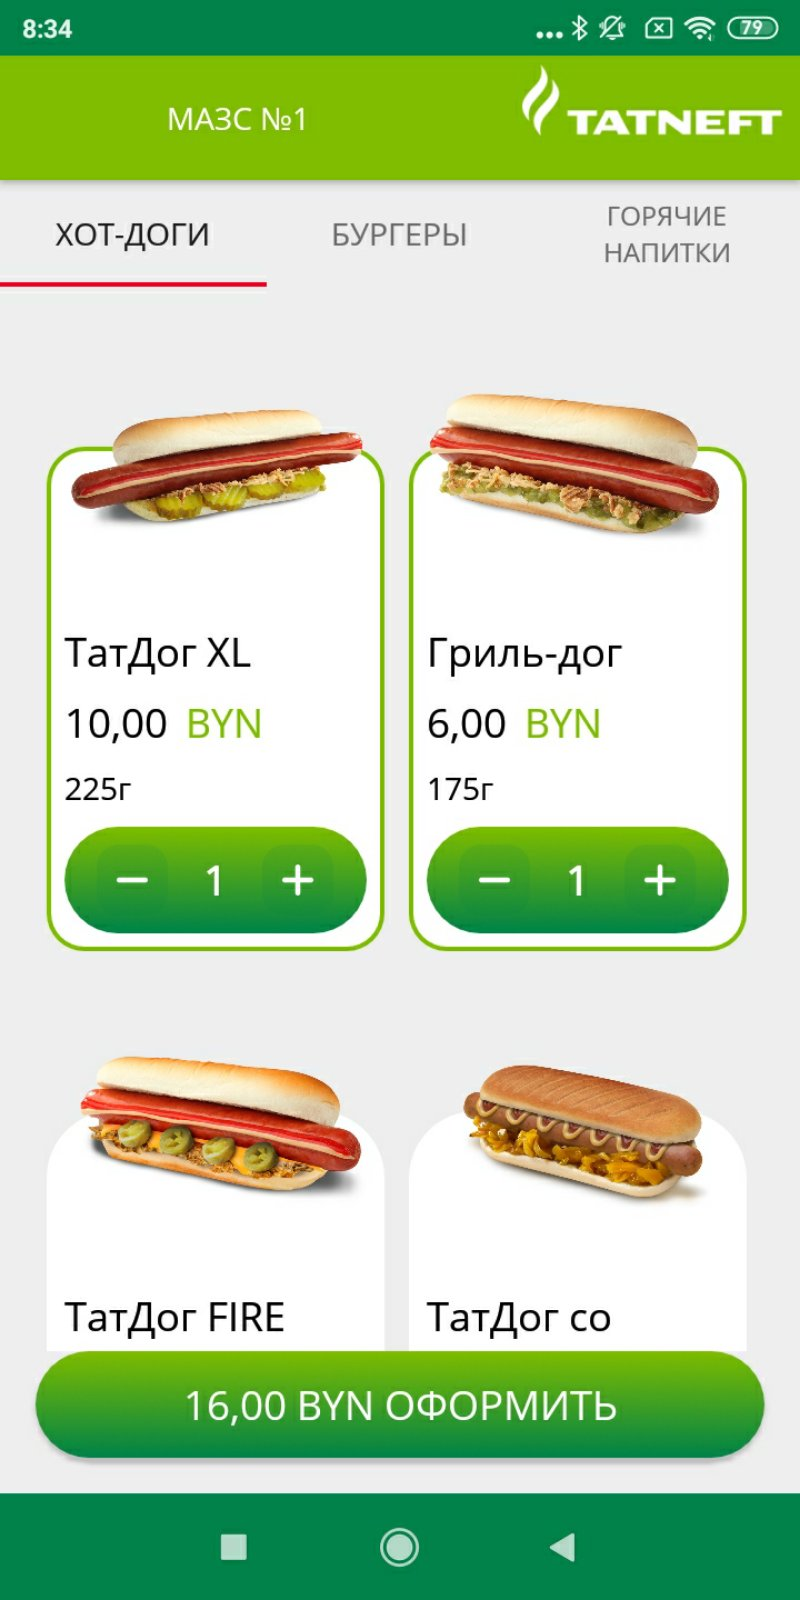 8:34
79
МАЗС №1
TATNEFT
ХОТ-ДОГИ
БУРГЕРЫ
ГОРЯЧИЕ
НАПИТКИ
ТатДог XL
10,00 BYN
225г
− 1 +
Гриль-дог
6,00 BYN
175г
− 1 +
ТатДог FIRE
ТатДог со
16,00 BYN ОФОРМИТЬ